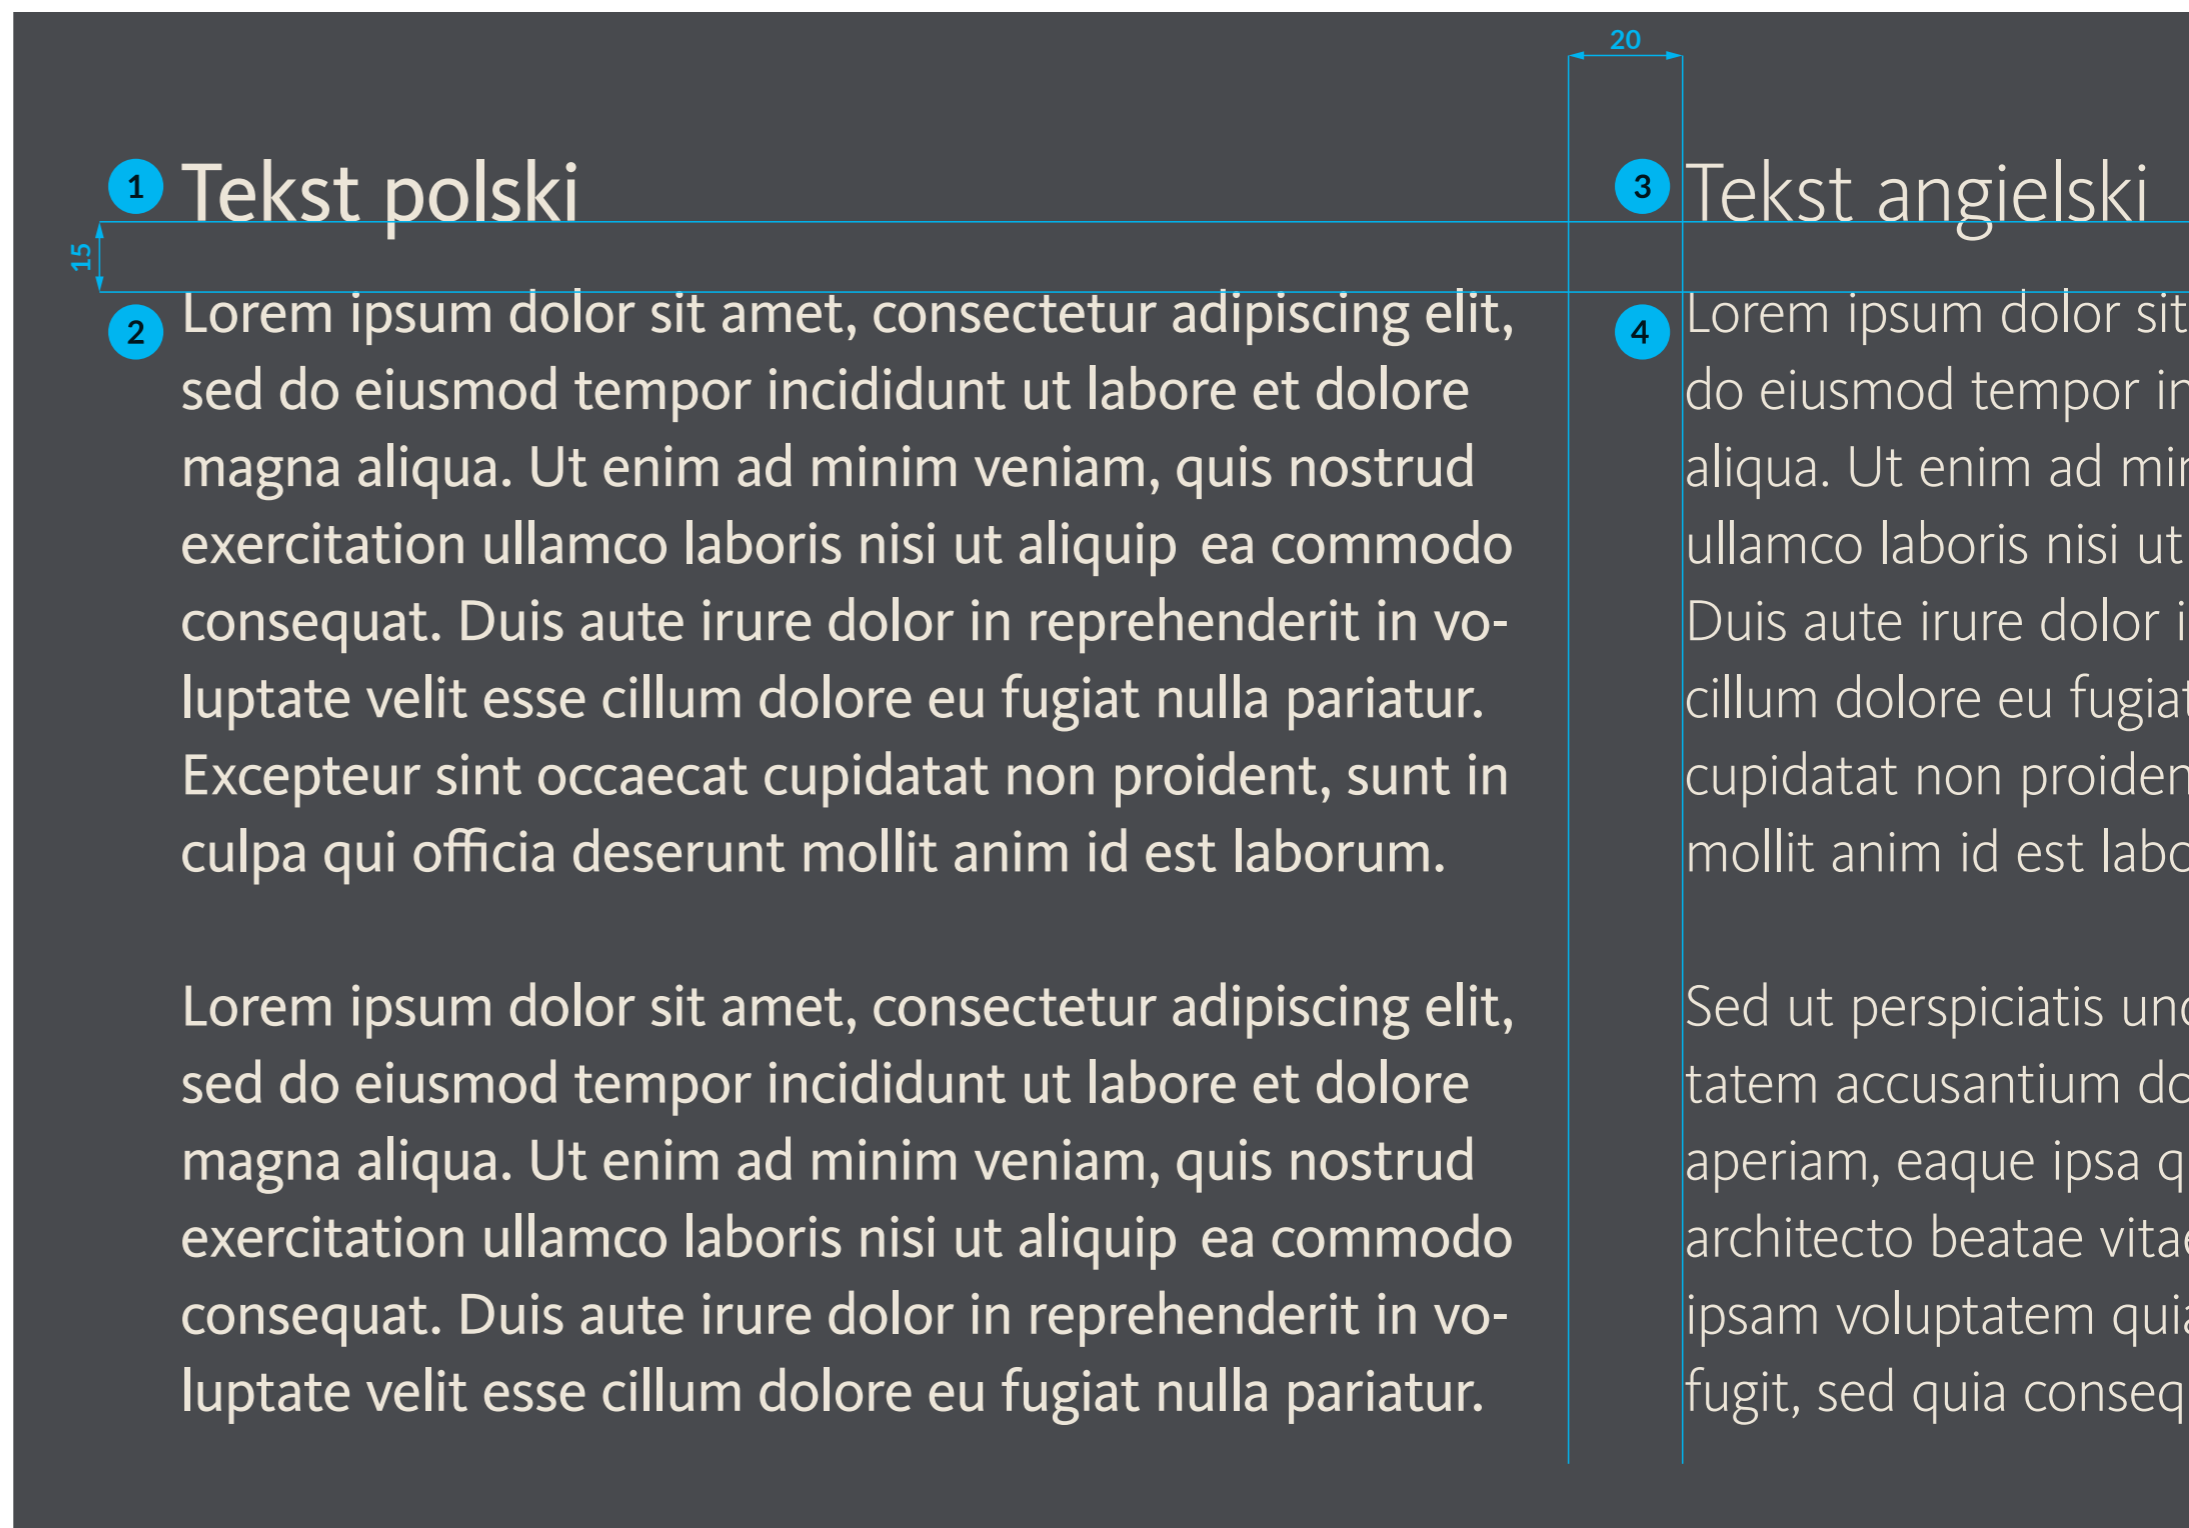 20
1 Tekst polski
15
2 Lorem ipsum dolor sit amet, consectetur adipiscing elit,
sed do eiusmod tempor incididunt ut labore et dolore
magna aliqua. Ut enim ad minim veniam, quis nostrud
exercitation ullamco laboris nisi ut aliquip ea commodo
consequat. Duis aute irure dolor in reprehenderit in vo-
luptate velit esse cillum dolore eu fugiat nulla pariatur.
Excepteur sint occaecat cupidatat non proident, sunt in
culpa qui officia deserunt mollit anim id est laborum.
Lorem ipsum dolor sit amet, consectetur adipiscing elit,
sed do eiusmod tempor incididunt ut labore et dolore
magna aliqua. Ut enim ad minim veniam, quis nostrud
exercitation ullamco laboris nisi ut aliquip ea commodo
consequat. Duis aute irure dolor in reprehenderit in vo-
luptate velit esse cillum dolore eu fugiat nulla pariatur.
3 Tekst angielski
4 Lorem ipsum dolor sit
do eiusmod tempor
aliqua. Ut enim ad
ullamco laboris nisi ut
Duis aute irure dolor
cillum dolore eu fugiat
cupidatat non
mollit anim id est
Sed ut perspiciatis
tatem accusantium
aperiam, eaque ipsa
architecto beatae vitae
ipsam voluptatem quia
fugit, sed quia